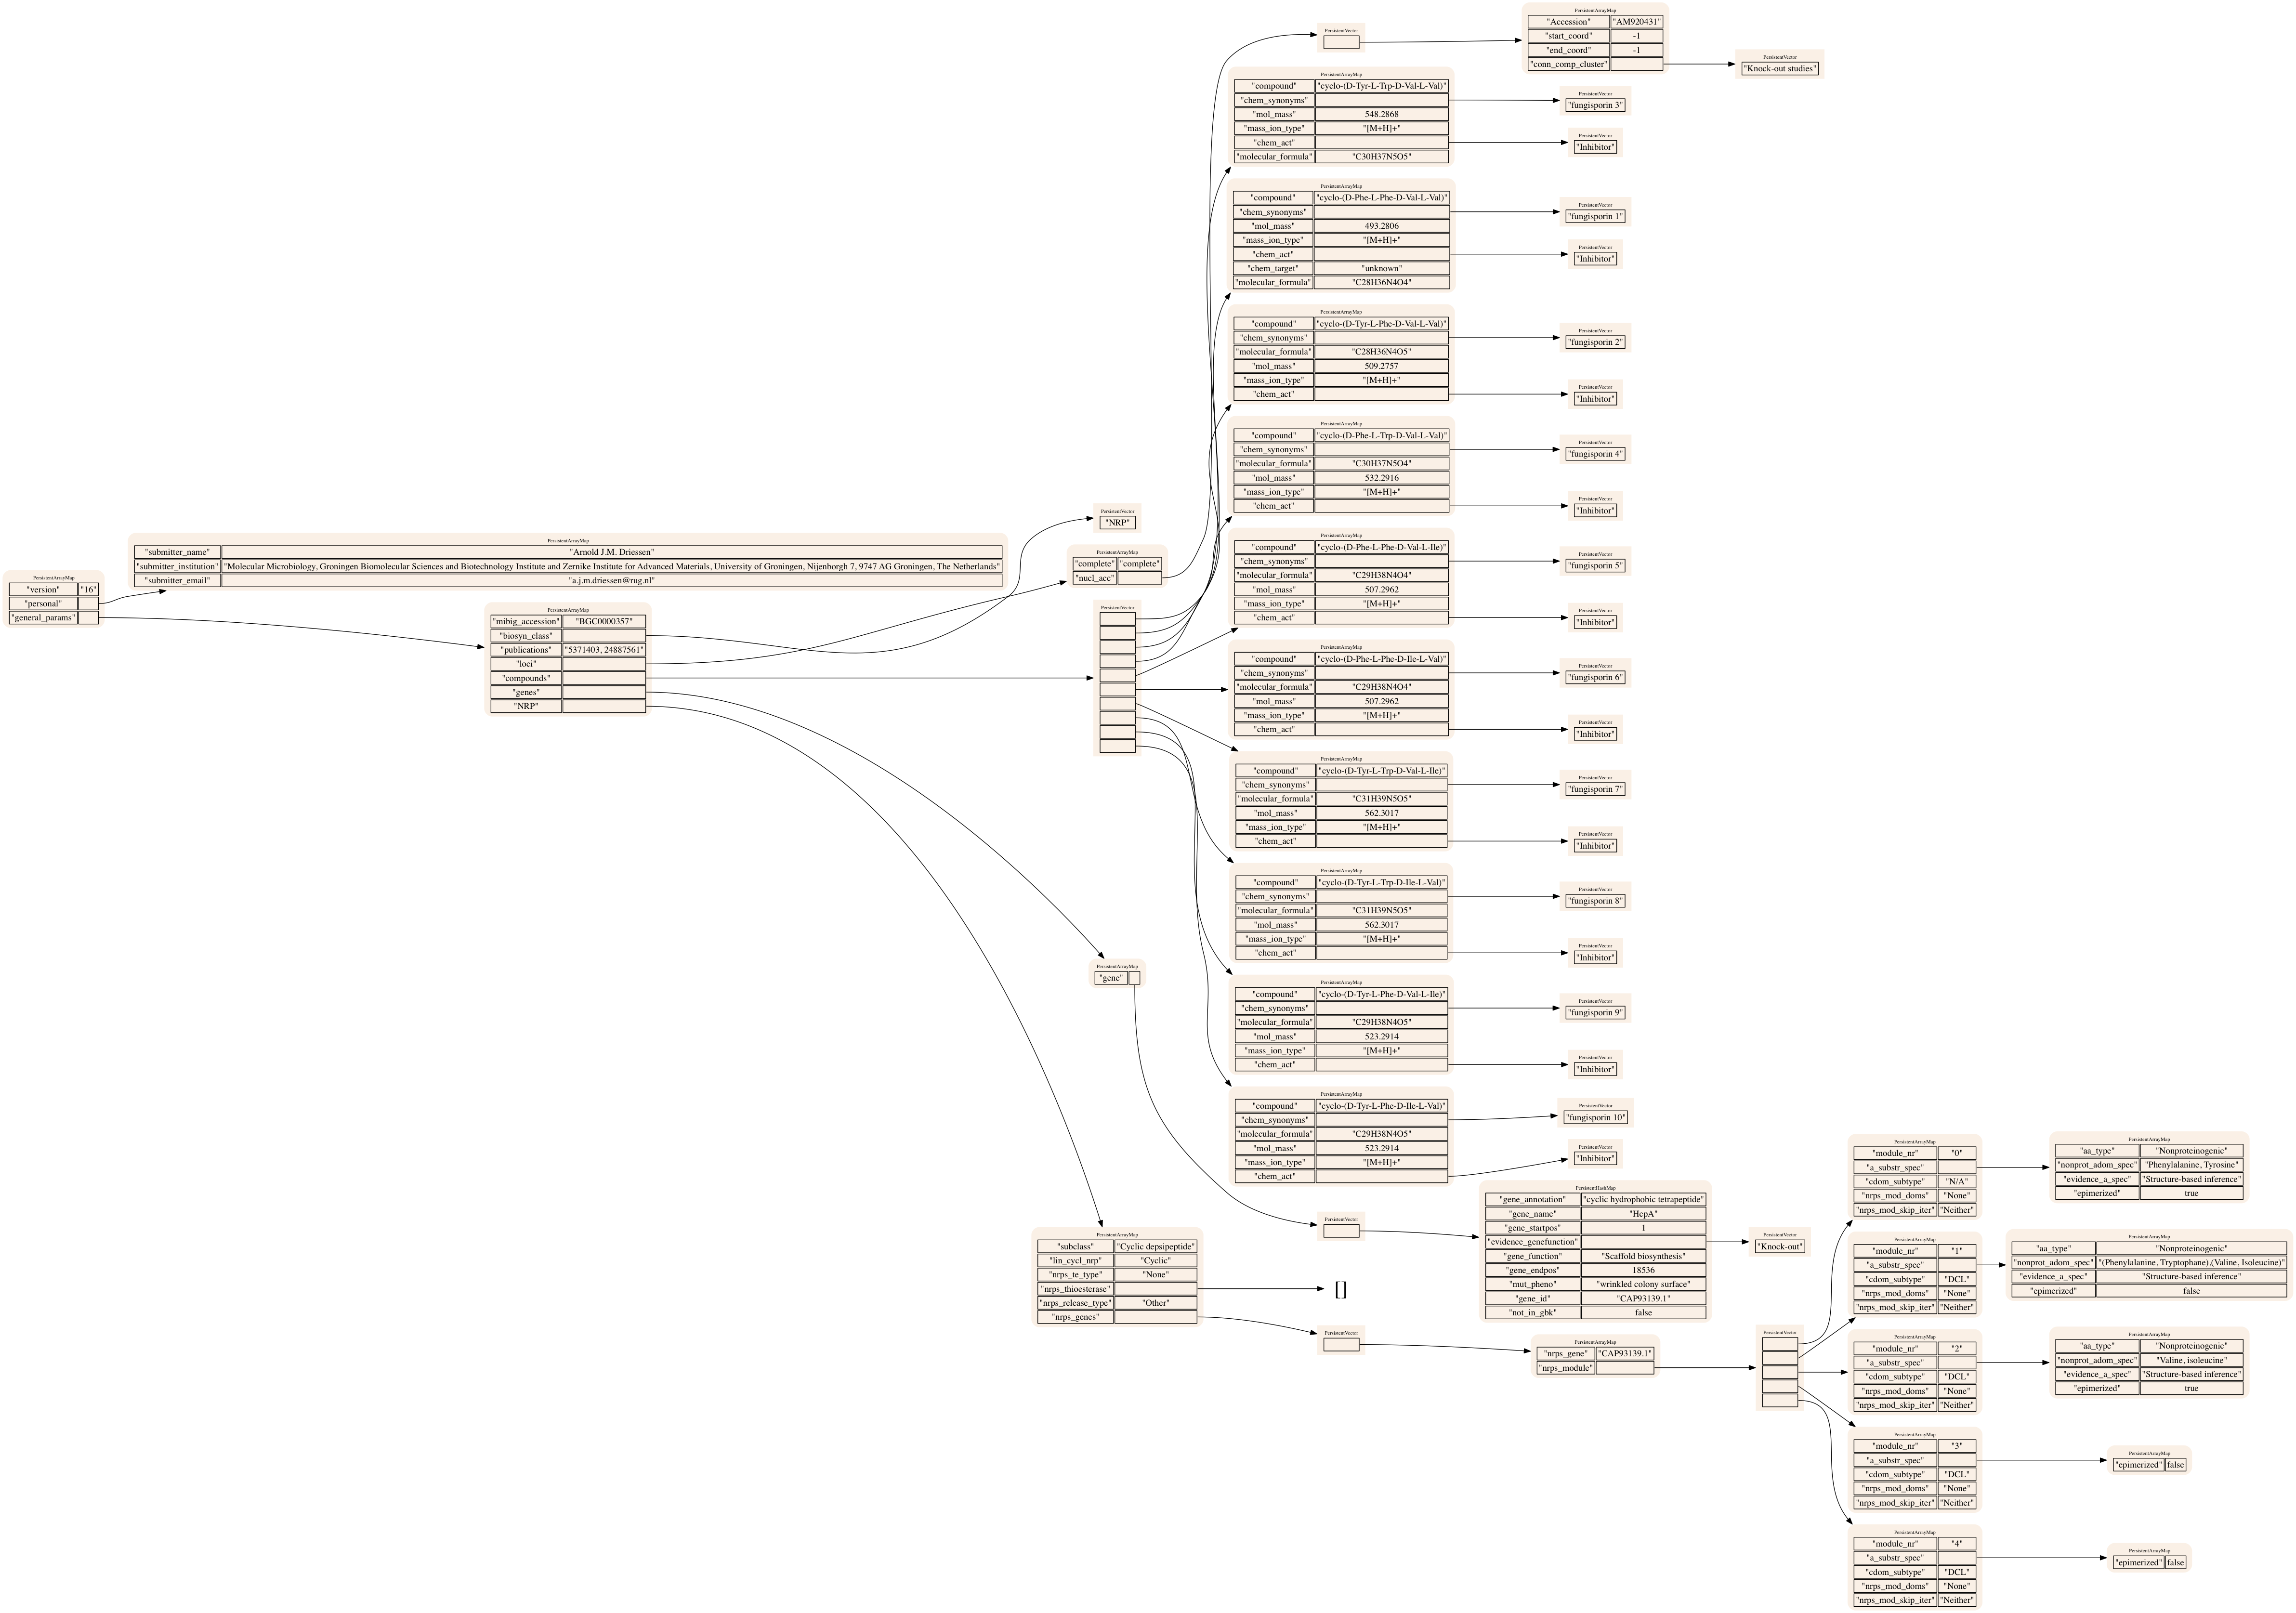 PersistentArrayMap
"version" "16"
"personal"
"general_params"
PersistentArrayMap
"submitter_name" "Arnold J.M. Driessen"
"submitter_institution" "Molecular Microbiology, Groningen Biomolecular Sciences and Biotechnology Institute and Zernike Institute for Advanced Materials, University of Groningen, Nijenborgh 7, 9747 AG Groningen, The Netherlands"
"submitter_email" "a.j.m.driessen@rug.nl"
PersistentArrayMap
"mibig_accession" "BGC0000357"
"biosyn_class"
"publications" "5371403, 24887561"
"loci"
"compounds"
"genes"
"NRP"
PersistentVector
"NRP"
PersistentArrayMap
"complete" "complete"
"nucl_acc"
PersistentVector
PersistentVector
PersistentArrayMap
"Accession" "AM920431"
"start_coord" -1
"end_coord" -1
"conn_comp_cluster"
PersistentVector
"Knock-out studies"
PersistentArrayMap
"compound" "cyclo-(D-Tyr-L-Trp-D-Val-L-Val)"
"chem_synonyms"
"mol_mass" 548.2868
"mass_ion_type" "[M+H]+"
"chem_act"
"molecular_formula" "C30H37N5O5"
PersistentVector
"fungisporin 3"
PersistentVector
"Inhibitor"
PersistentArrayMap
"compound" "cyclo-(D-Phe-L-Phe-D-Val-L-Val)"
"chem_synonyms"
"mol_mass" 493.2806
"mass_ion_type" "[M+H]+"
"chem_act"
"chem_target" "unknown"
"molecular_formula" "C28H36N4O4"
PersistentVector
"fungisporin 1"
PersistentVector
"Inhibitor"
PersistentArrayMap
"compound" "cyclo-(D-Tyr-L-Phe-D-Val-L-Val)"
"chem_synonyms"
"molecular_formula" "C28H36N4O5"
"mol_mass" 509.2757
"mass_ion_type" "[M+H]+"
"chem_act"
PersistentVector
"fungisporin 2"
PersistentVector
"Inhibitor"
PersistentArrayMap
"compound" "cyclo-(D-Phe-L-Trp-D-Val-L-Val)"
"chem_synonyms"
"molecular_formula" "C30H37N5O4"
"mol_mass" 532.2916
"mass_ion_type" "[M+H]+"
"chem_act"
PersistentVector
"fungisporin 4"
PersistentVector
"Inhibitor"
PersistentArrayMap
"compound" "cyclo-(D-Phe-L-Phe-D-Val-L-Ile)"
"chem_synonyms"
"molecular_formula" "C29H38N4O4"
"mol_mass" 507.2962
"mass_ion_type" "[M+H]+"
"chem_act"
PersistentVector
"fungisporin 5"
PersistentVector
"Inhibitor"
PersistentArrayMap
"compound" "cyclo-(D-Phe-L-Phe-D-Ile-L-Val)"
"chem_synonyms"
"molecular_formula" "C29H38N4O4"
"mol_mass" 507.2962
"mass_ion_type" "[M+H]+"
"chem_act"
PersistentVector
"fungisporin 6"
PersistentVector
"Inhibitor"
PersistentArrayMap
"compound" "cyclo-(D-Tyr-L-Trp-D-Val-L-Ile)"
"chem_synonyms"
"molecular_formula" "C31H39N5O5"
"mol_mass" 562.3017
"mass_ion_type" "[M+H]+"
"chem_act"
PersistentVector
"fungisporin 7"
PersistentVector
"Inhibitor"
PersistentArrayMap
"compound" "cyclo-(D-Tyr-L-Trp-D-Ile-L-Val)"
"chem_synonyms"
"molecular_formula" "C31H39N5O5"
"mol_mass" 562.3017
"mass_ion_type" "[M+H]+"
"chem_act"
PersistentVector
"fungisporin 8"
PersistentVector
"Inhibitor"
PersistentArrayMap
"compound" "cyclo-(D-Tyr-L-Phe-D-Val-L-Ile)"
"chem_synonyms"
"molecular_formula" "C29H38N4O5"
"mol_mass" 523.2914
"mass_ion_type" "[M+H]+"
"chem_act"
PersistentVector
"fungisporin 9"
PersistentVector
"Inhibitor"
PersistentArrayMap
"compound" "cyclo-(D-Tyr-L-Phe-D-Ile-L-Val)"
"chem_synonyms"
"molecular_formula" "C29H38N4O5"
"mol_mass" 523.2914
"mass_ion_type" "[M+H]+"
"chem_act"
PersistentVector
"fungisporin 10"
PersistentVector
"Inhibitor"
PersistentArrayMap
"gene"
PersistentVector
PersistentHashMap
"gene_annotation" "cyclic hydrophobic tetrapeptide"
"gene_name" "HcpA"
"gene_startpos" 1
"evidence_genefunction"
"gene_function" "Scaffold biosynthesis"
"gene_endpos" 18536
"mut_pheno" "wrinkled colony surface"
"gene_id" "CAP93139.1"
"not_in_gbk" false
PersistentVector
"Knock-out"
PersistentArrayMap
"subclass" "Cyclic depsipeptide"
"lin_cycl_nrp" "Cyclic"
"nrps_te_type" "None"
"nrps_thioesterase"
"nrps_release_type" "Other"
"nrps_genes"
[]
PersistentVector
PersistentArrayMap
"nrps_gene" "CAP93139.1"
"nrps_module"
PersistentVector
PersistentArrayMap
"module_nr" "0"
"a_substr_spec"
"cdom_subtype" "N/A"
"nrps_mod_doms" "None"
"nrps_mod_skip_iter" "Neither"
PersistentArrayMap
"aa_type" "Nonproteinogenic"
"nonprot_adom_spec" "Phenylalanine, Tyrosine"
"evidence_a_spec" "Structure-based inference"
"epimerized" true
PersistentArrayMap
"module_nr" "1"
"a_substr_spec"
"cdom_subtype" "DCL"
"nrps_mod_doms" "None"
"nrps_mod_skip_iter" "Neither"
PersistentArrayMap
"aa_type" "Nonproteinogenic"
"nonprot_adom_spec" "(Phenylalanine, Tryptophane),(Valine, Isoleucine)"
"evidence_a_spec" "Structure-based inference"
"epimerized" false
PersistentArrayMap
"module_nr" "2"
"a_substr_spec"
"cdom_subtype" "DCL"
"nrps_mod_doms" "None"
"nrps_mod_skip_iter" "Neither"
PersistentArrayMap
"aa_type" "Nonproteinogenic"
"nonprot_adom_spec" "Valine, isoleucine"
"evidence_a_spec" "Structure-based inference"
"epimerized" true
PersistentArrayMap
"module_nr" "3"
"a_substr_spec"
"cdom_subtype" "DCL"
"nrps_mod_doms" "None"
"nrps_mod_skip_iter" "Neither"
PersistentArrayMap
"epimerized" false
PersistentArrayMap
"module_nr" "4"
"a_substr_spec"
"cdom_subtype" "DCL"
"nrps_mod_doms" "None"
"nrps_mod_skip_iter" "Neither"
PersistentArrayMap
"epimerized" false